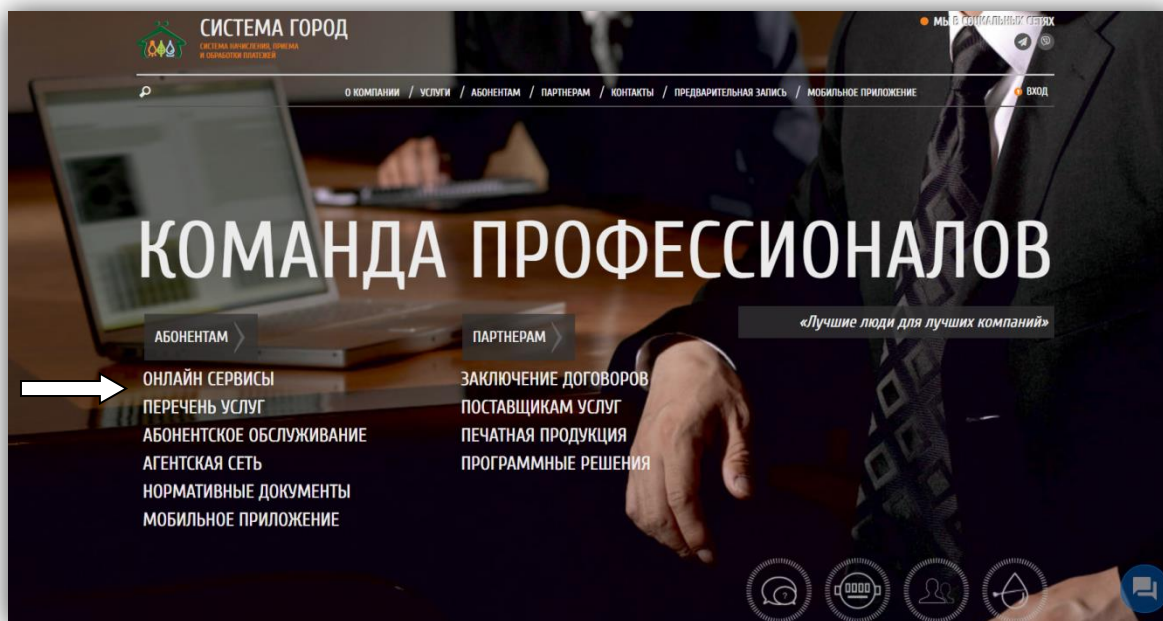 СИСТЕМА ГОРОД
СИСТЕМА НАЧИСЛЕНИЯ, ПРИЕМА
И ОБРАБОТКИ ПЛАТЕЖЕЙ
МЫ В СОЦИАЛЬНЫХ СЕТЯХ
О КОМПАНИИ / УСЛУГИ / АБОНЕНТАМ / ПАРТНЕРАМ / КОНТАКТЫ / ПРЕДВАРИТЕЛЬНАЯ ЗАПИСЬ / МОБИЛЬНОЕ ПРИЛОЖЕНИЕ
ВХОД
КОМАНДА ПРОФЕССИОНАЛОВ
«Лучшие люди для лучших компаний»
АБОНЕНТАМ
ОНЛАЙН СЕРВИСЫ
ПЕРЕЧЕНЬ УСЛУГ
АБОНЕНТСКОЕ ОБСЛУЖИВАНИЕ
АГЕНТСКАЯ СЕТЬ
НОРМАТИВНЫЕ ДОКУМЕНТЫ
МОБИЛЬНОЕ ПРИЛОЖЕНИЕ
ПАРТНЕРАМ
ЗАКЛЮЧЕНИЕ ДОГОВОРОВ
ПОСТАВЩИКАМ УСЛУГ
ПЕЧАТНАЯ ПРОДУКЦИЯ
ПРОГРАММНЫЕ РЕШЕНИЯ